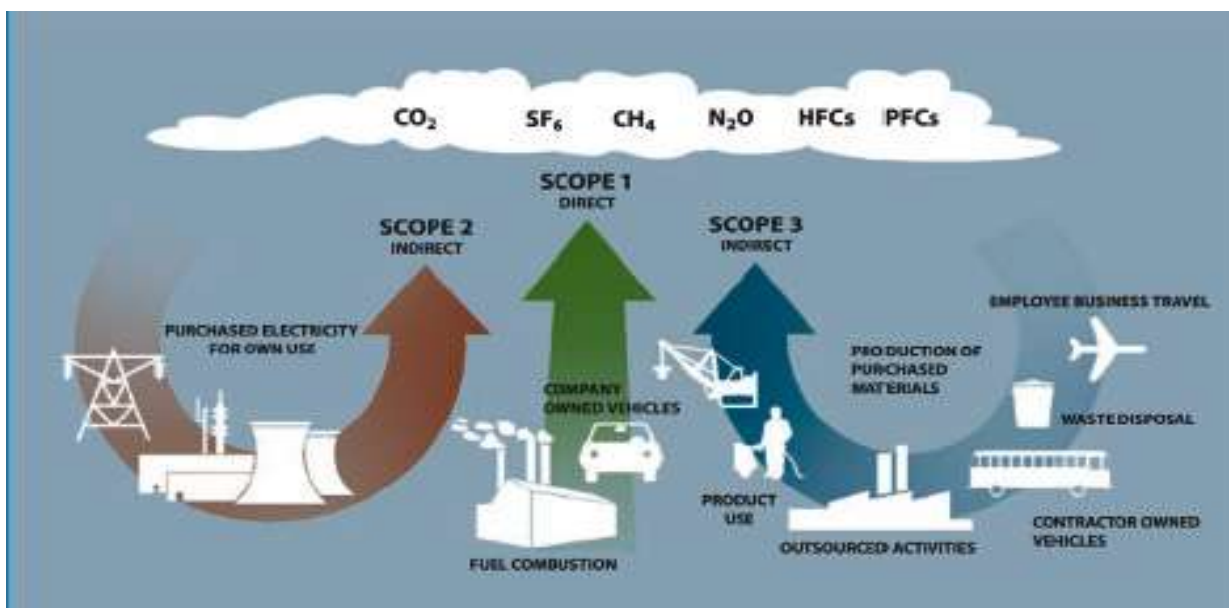 CO₂ SF₆ CH₄ N₂O HFCs PFCs
SCOPE 1
DIRECT
SCOPE 2
INDIRECT
SCOPE 3
INDIRECT
PURCHASED ELECTRICITY
FOR OWN USE
COMPANY
OWNED VEHICLES
FUEL COMBUSTION
PRODUCT
USE
PRODUCTION OF
PURCHASED
MATERIALS
OUTSOURCED ACTIVITIES
EMPLOYEE BUSINESS TRAVEL
WASTE DISPOSAL
CONTRACTOR OWNED
VEHICLES